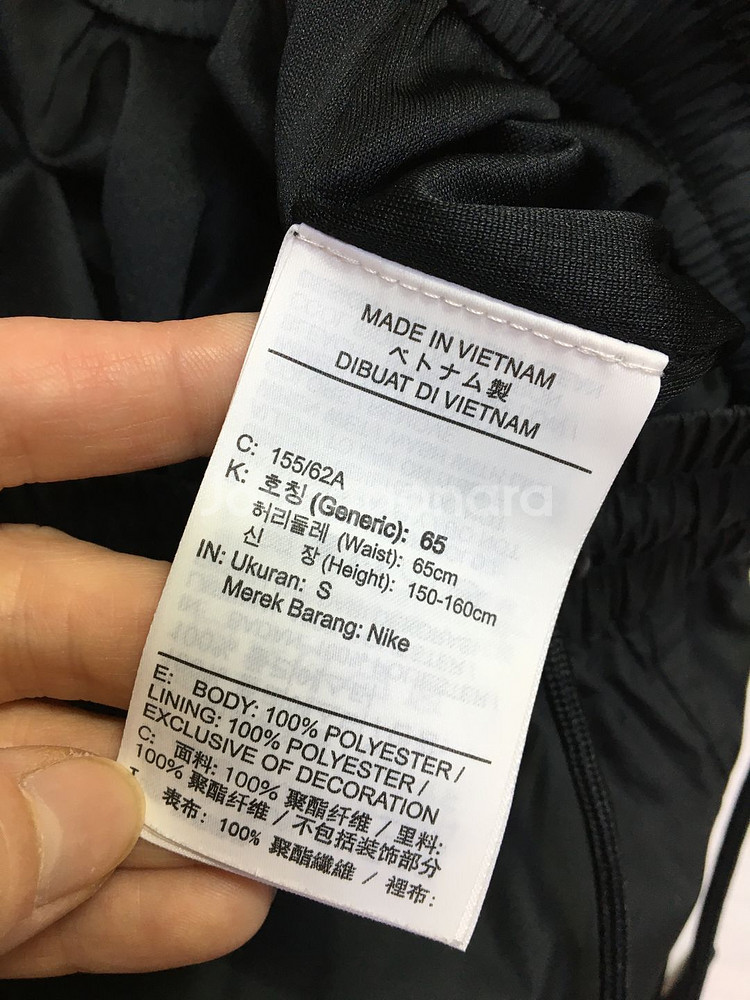 MADE IN VIETNAM
ベトナム製
DIBUAT DI VIETNAM
C: 155/62A
K: 호칭 (Generic): 65
허리둘레 (Waist): 65cm
신 장 (Height): 150-160cm
IN: Ukuran: S
Merek Barang: Nike
E: BODY: 100% POLYESTER /
LINING: 100% POLYESTER /
EXCLUSIVE OF DECORATION
C: 面料: 100% 聚酯纤维 / 里料:
100% 聚酯纤维 / 不包括装饰部分
表布: 100% 聚酯纖維 / 裡布: